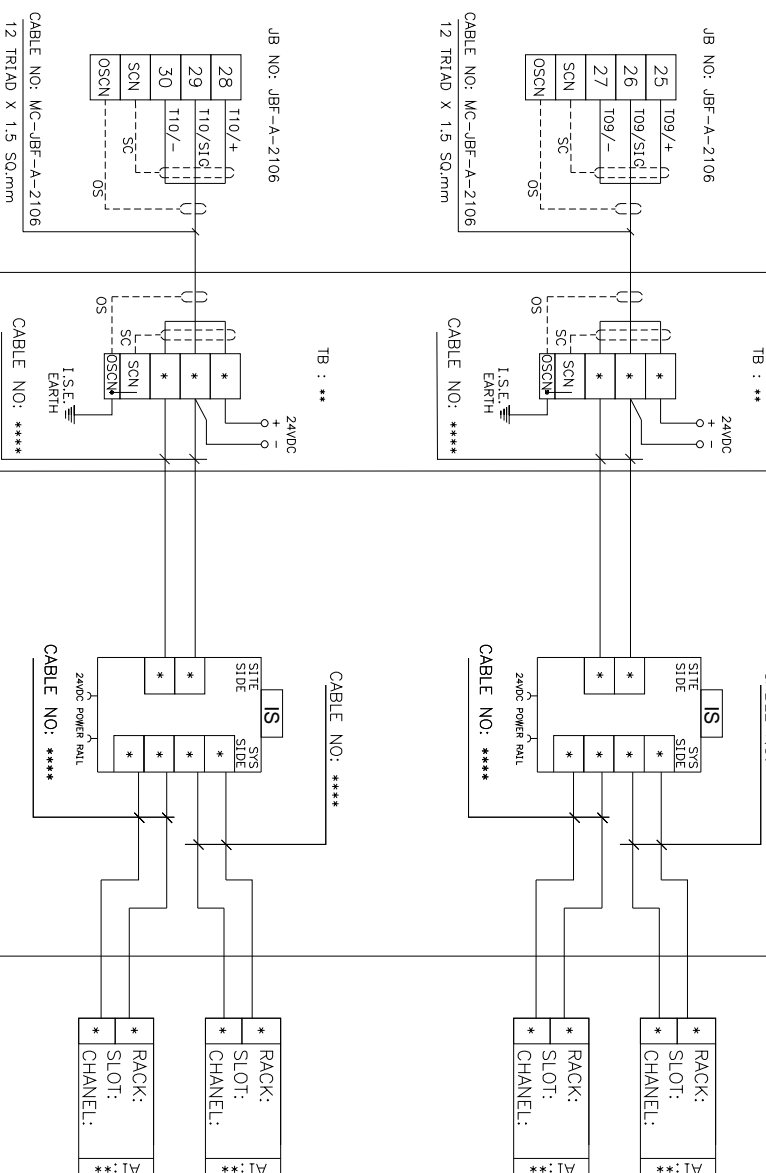 JB NO: JBF-A-2106
25
T09/+
26
T09/SIG
27
T09/-
SCN
SC
OSCN
OS
CABLE NO: MC-JBF-A-2106
12 TRIAD X 1.5 SQ.mm
TB : **
24VDC
+ -
*
*
*
SC
SCN
OS
OSCN
I.S.E.
EARTH
CABLE NO: ****
IS
SITE
SIDE
SYS
SIDE
*
*
*
*
*
*
24VDC POWER RAIL
CABLE NO: ****
*
*
RACK:
SLOT:
CHANEL:
*
*
RACK:
SLOT:
CHANEL:
JB NO: JBF-A-2106
28
T10/+
29
T10/SIG
30
T10/-
SCN
SC
OSCN
OS
CABLE NO: MC-JBF-A-2106
12 TRIAD X 1.5 SQ.mm
TB : **
24VDC
+ -
*
*
*
SC
SCN
OS
OSCN
I.S.E.
EARTH
CABLE NO: ****
CABLE NO: ****
IS
SITE
SIDE
SYS
SIDE
*
*
*
*
*
*
24VDC POWER RAIL
CABLE NO: ****
*
*
RACK:
SLOT:
CHANEL:
*
*
RACK:
SLOT:
CHANEL: